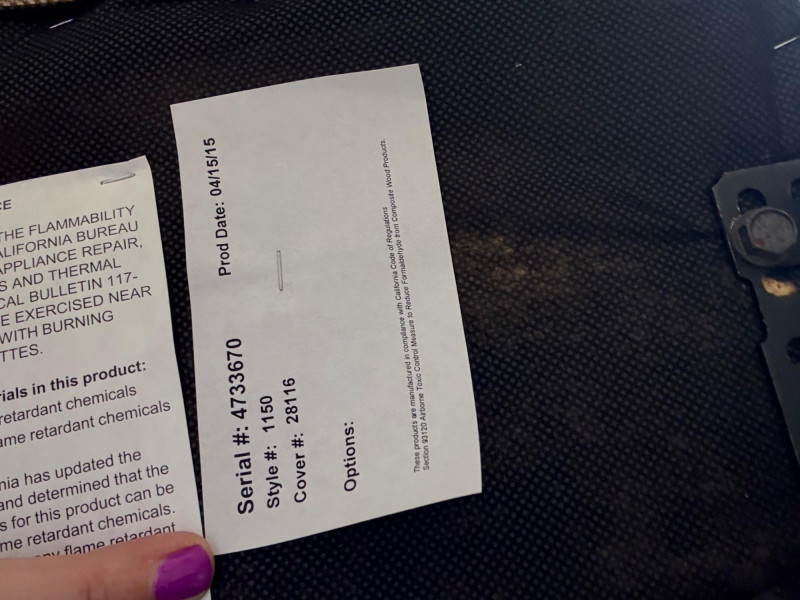 CE
THE FLAMMABILITY
ALIFORNIA BUREAU
APPLIANCE REPAIR,
S AND THERMAL
CAL BULLETIN 117-
E EXERCISED NEAR
WITH BURNING
TTES.
rials in this product:
retardant chemicals
ame retardant chemicals
nia has updated the
and determined that the
s for this product can be
me retardant chemicals.
ny flame retardant
Serial #: 4733670 Prod Date: 04/15/15
Style #: 1150
Cover #: 28116
Options:
These products are manufactured in compliance with California Code of Regulations
Section 93120 Airborne Toxic Control Measure to Reduce Formaldehyde from Composite Wood Products.